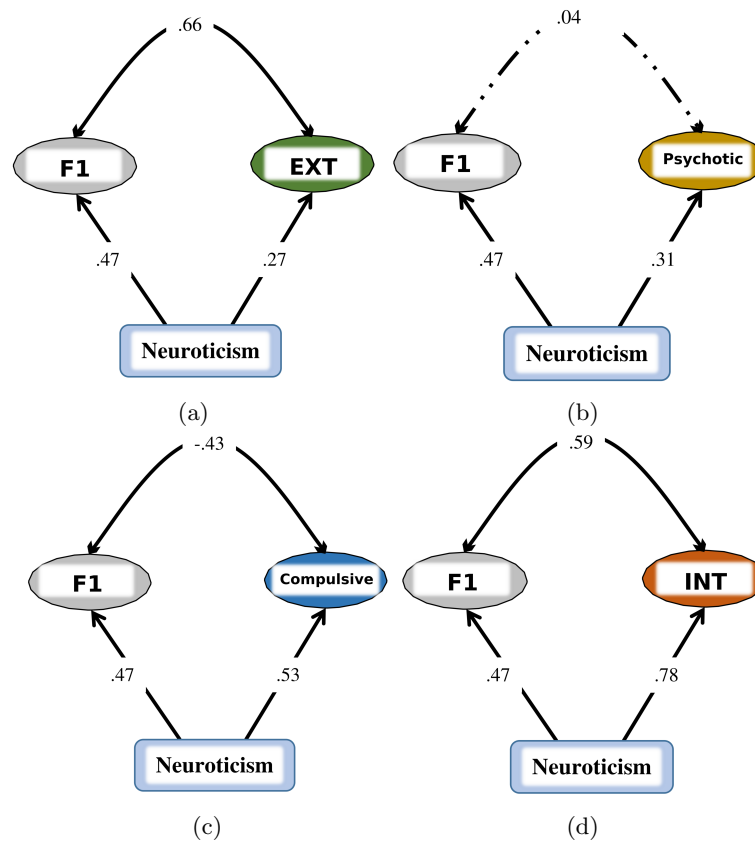 .66
F1
EXT
.47
.27
Neuroticism
(a)
.04
F1
Psychotic
.47
.31
Neuroticism
(b)
-.43
F1
Compulsive
.47
.53
Neuroticism
(c)
.59
F1
INT
.47
.78
Neuroticism
(d)